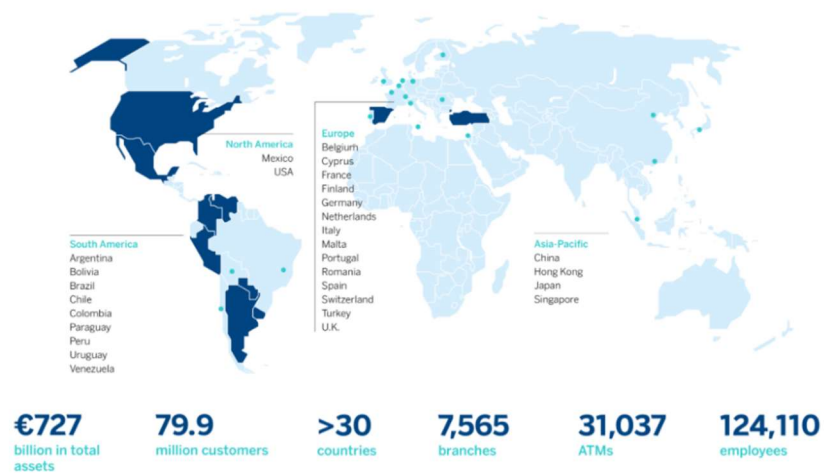 North America
Mexico
USA
Europe
Belgium
Cyprus
France
Finland
Germany
Netherlands
Italy
Malta
Portugal
Romania
Spain
Switzerland
Turkey
U.K.
South America
Argentina
Bolivia
Brazil
Chile
Colombia
Paraguay
Peru
Uruguay
Venezuela
Asia-Pacific
China
Hong Kong
Japan
Singapore
€727
billion in total
assets
79.9
million customers
>30
countries
7,565
branches
31,037
ATMs
124,110
employees